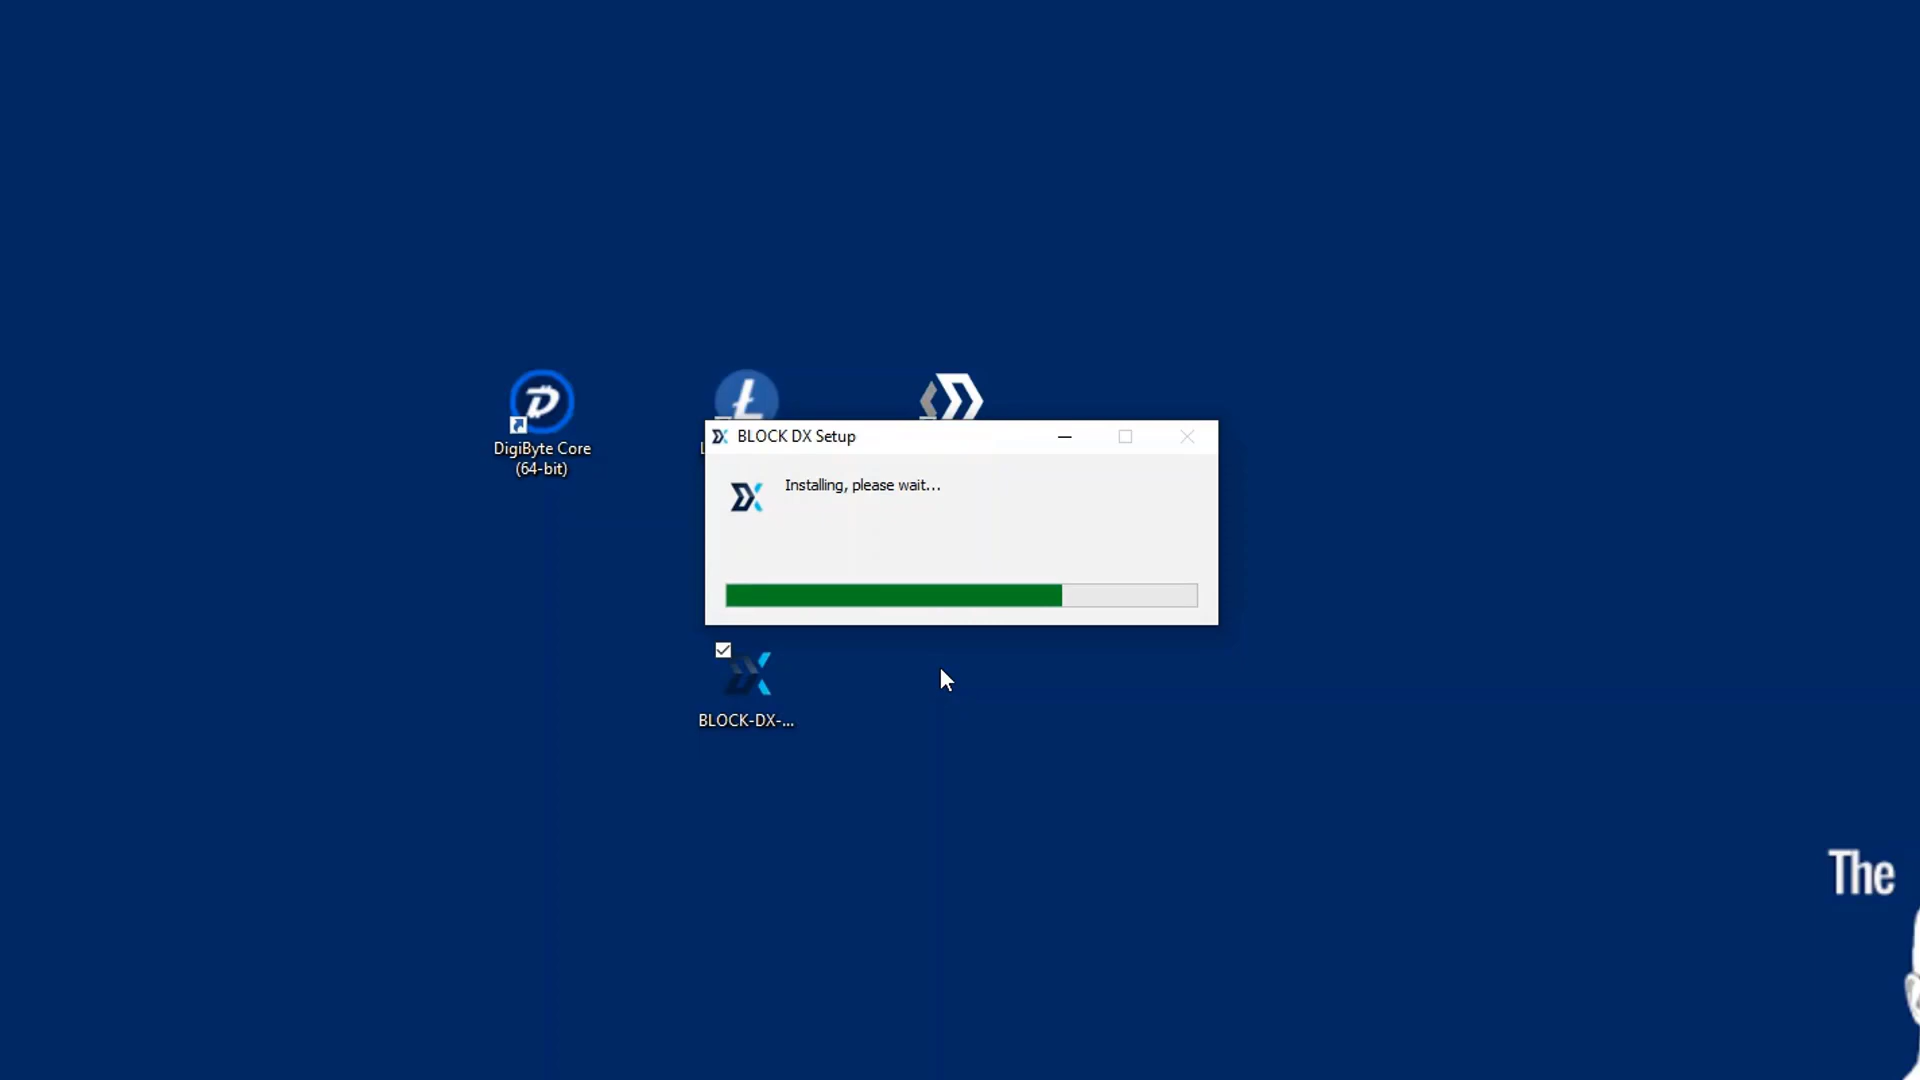 BLOCK DX Setup
Installing, please wait...
DigiByte Core
(64-bit)
BLOCK-DX-...
The